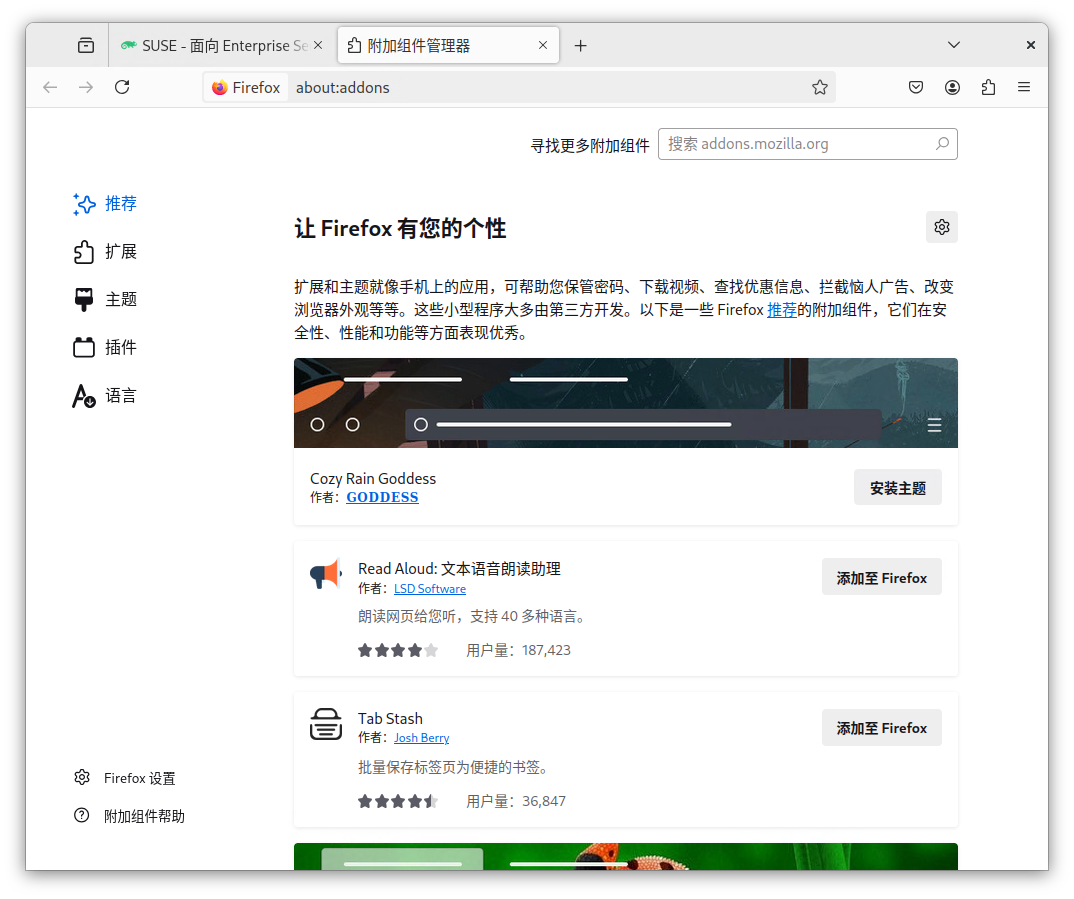 SUSE - 面向 Enterprise Se
附加组件管理器
Firefox
about:addons
寻找更多附加组件
搜索 addons.mozilla.org
推荐
扩展
主题
插件
语言
Firefox 设置
附加组件帮助
让 Firefox 有您的个性
扩展和主题就像手机上的应用，可帮助您保管密码、下载视频、查找优惠信息、拦截恼人广告、改变
浏览器外观等等。这些小型程序大多由第三方开发。以下是一些 Firefox 推荐的附加组件，它们在安
全性、性能和功能等方面表现优秀。
Cozy Rain Goddess
作者：GODDESS
安装主题
Read Aloud: 文本语音朗读助理
作者：LSD Software
添加至 Firefox
朗读网页给您听，支持 40 多种语言。
用户量：187,423
Tab Stash
作者：Josh Berry
添加至 Firefox
批量保存标签页为便捷的书签。
用户量：36,847